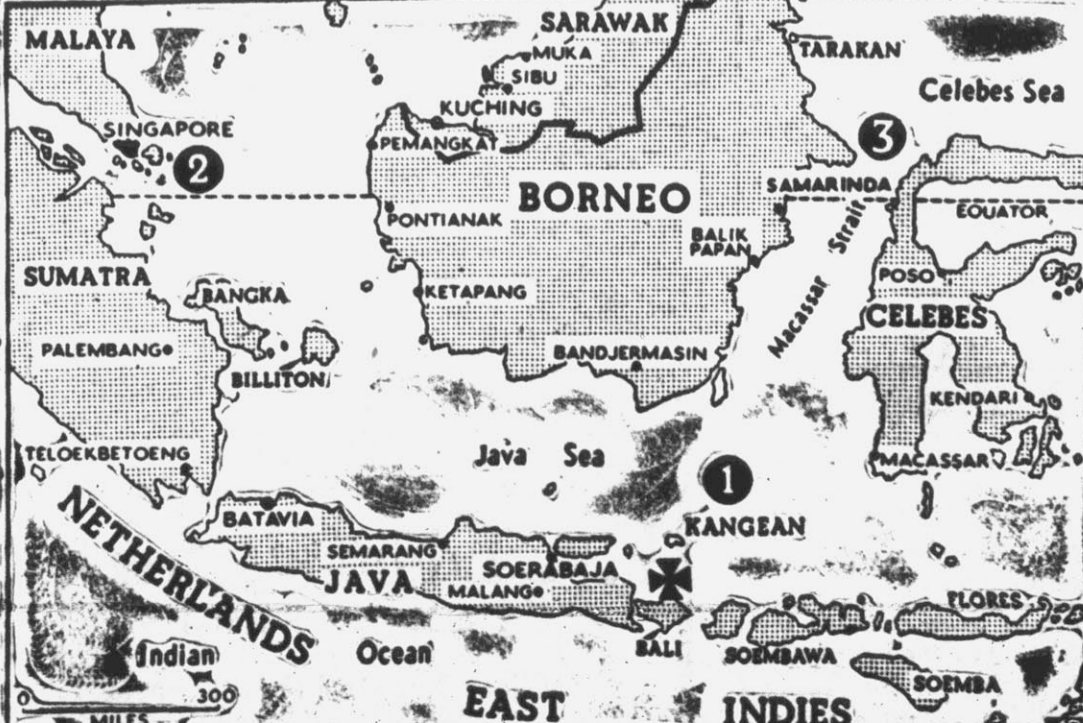 MALAYA
SARAWAK
MUKA
TARAKAN
SIBU
Celebes Sea
KUCHING
SINGAPORE
PEMANGKAT
3
2
BORNEO
SAMARINDA
PONTIANAK
EQUATOR
BALIK
PAPAN
Macassar Strait
SUMATRA
POSO
BANGKA
KETAPANG
CELEBES
PALEMBANG
BANDJERMASIN
BILLITON
KENDARI
TELOEKBETOENG
Java Sea
MACASSAR
1
NETHERLANDS
BATAVIA
KANGEAN
SEMARANG
SOERABAJA
JAVA
MALANG
FLORES
Indian Ocean
BALI
SOEMBAWA
SOEMBA
0 300
MILES
EAST INDIES